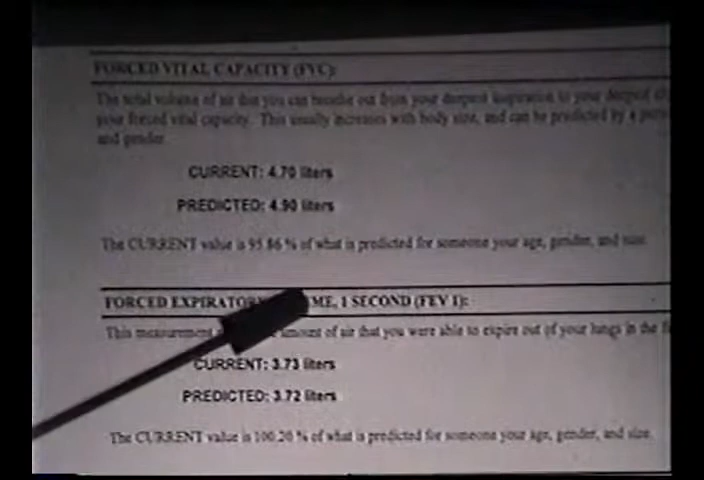 FORCED VITAL CAPACITY (FVC):
The total volume of air that you can breathe out from your deepest inspiration to your deepest
your forced vital capacity. This usually increases with body size, and can be predicted by a
and gender.
CURRENT: 4.70 liters
PREDICTED: 4.90 liters
The CURRENT value is 95.86 % of what is predicted for someone your age, gender, and size.
FORCED EXPIRATORY ME, 1 SECOND (FEV 1):
This measurement amount of air that you were able to expire out of your lungs in the
CURRENT: 3.73 liters
PREDICTED: 3.72 liters
The CURRENT value is 100.20 % of what is predicted for someone your age, gender, and size.